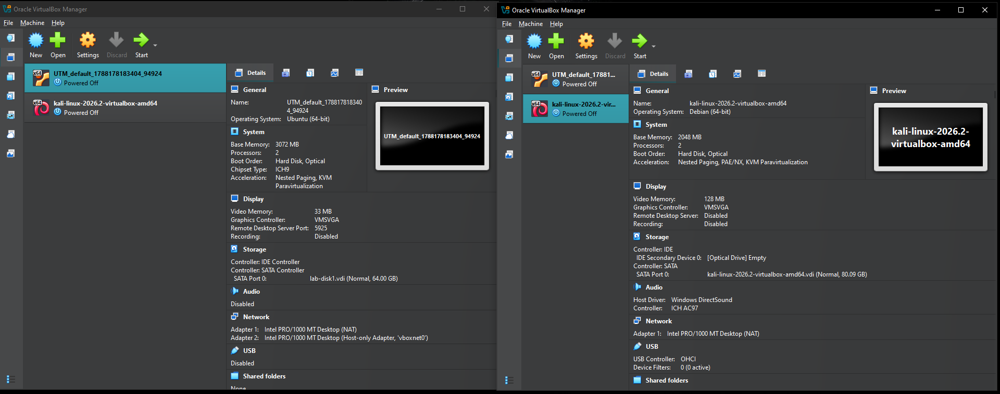 Oracle VirtualBox Manager
File Machine Help
New Open Settings Discard Start
x64 UTM_default_1788178183404_94924
Powered Off
x64 kali-linux-2026.2-virtualbox-amd64
Powered Off
Details
General
Name: UTM_default_178817818340
4_94924
Operating System: Ubuntu (64-bit)
System
Base Memory: 3072 MB
Processors: 2
Boot Order: Hard Disk, Optical
Chipset Type: ICH9
Acceleration: Nested Paging, KVM
Paravirtualization
Preview
UTM_default_1788178183404_94924
Display
Video Memory: 33 MB
Graphics Controller: VMSVGA
Remote Desktop Server Port: 5925
Recording: Disabled
Storage
Controller: IDE Controller
Controller: SATA Controller
SATA Port 0: lab-disk1.vdi (Normal, 64.00 GB)
Audio
Disabled
Network
Adapter 1: Intel PRO/1000 MT Desktop (NAT)
Adapter 2: Intel PRO/1000 MT Desktop (Host-only Adapter, 'vboxnet0')
USB
Disabled
Shared folders
None
Oracle VirtualBox Manager
File Machine Help
New Open Settings Discard Start
x64 UTM_default_17881...
Powered Off
x64 kali-linux-2026.2-vir...
Powered Off
Details
General
Name: kali-linux-2026.2-virtualbox-amd64
Operating System: Debian (64-bit)
System
Base Memory: 2048 MB
Processors: 2
Boot Order: Hard Disk, Optical
Acceleration: Nested Paging, PAE/NX, KVM Paravirtualization
Preview
kali-linux-2026.2-
virtualbox-amd64
Display
Video Memory: 128 MB
Graphics Controller: VMSVGA
Remote Desktop Server: Disabled
Recording: Disabled
Storage
Controller: IDE
IDE Secondary Device 0: [Optical Drive] Empty
Controller: SATA
SATA Port 0: kali-linux-2026.2-virtualbox-amd64.vdi (Normal, 80.09 GB)
Audio
Host Driver: Windows DirectSound
Controller: ICH AC97
Network
Adapter 1: Intel PRO/1000 MT Desktop (NAT)
USB
USB Controller: OHCI
Device Filters: 0 (0 active)
Shared folders